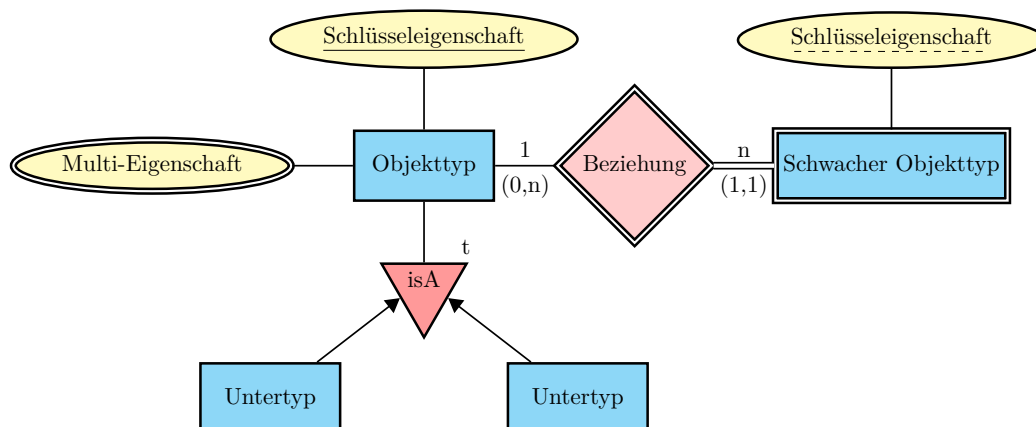 Schlüsseleigenschaft
Schlüsseleigenschaft
Multi-Eigenschaft
Objekttyp
1
(0,n)
Beziehung
n
(1,1)
Schwacher Objekttyp
t
isA
Untertyp
Untertyp